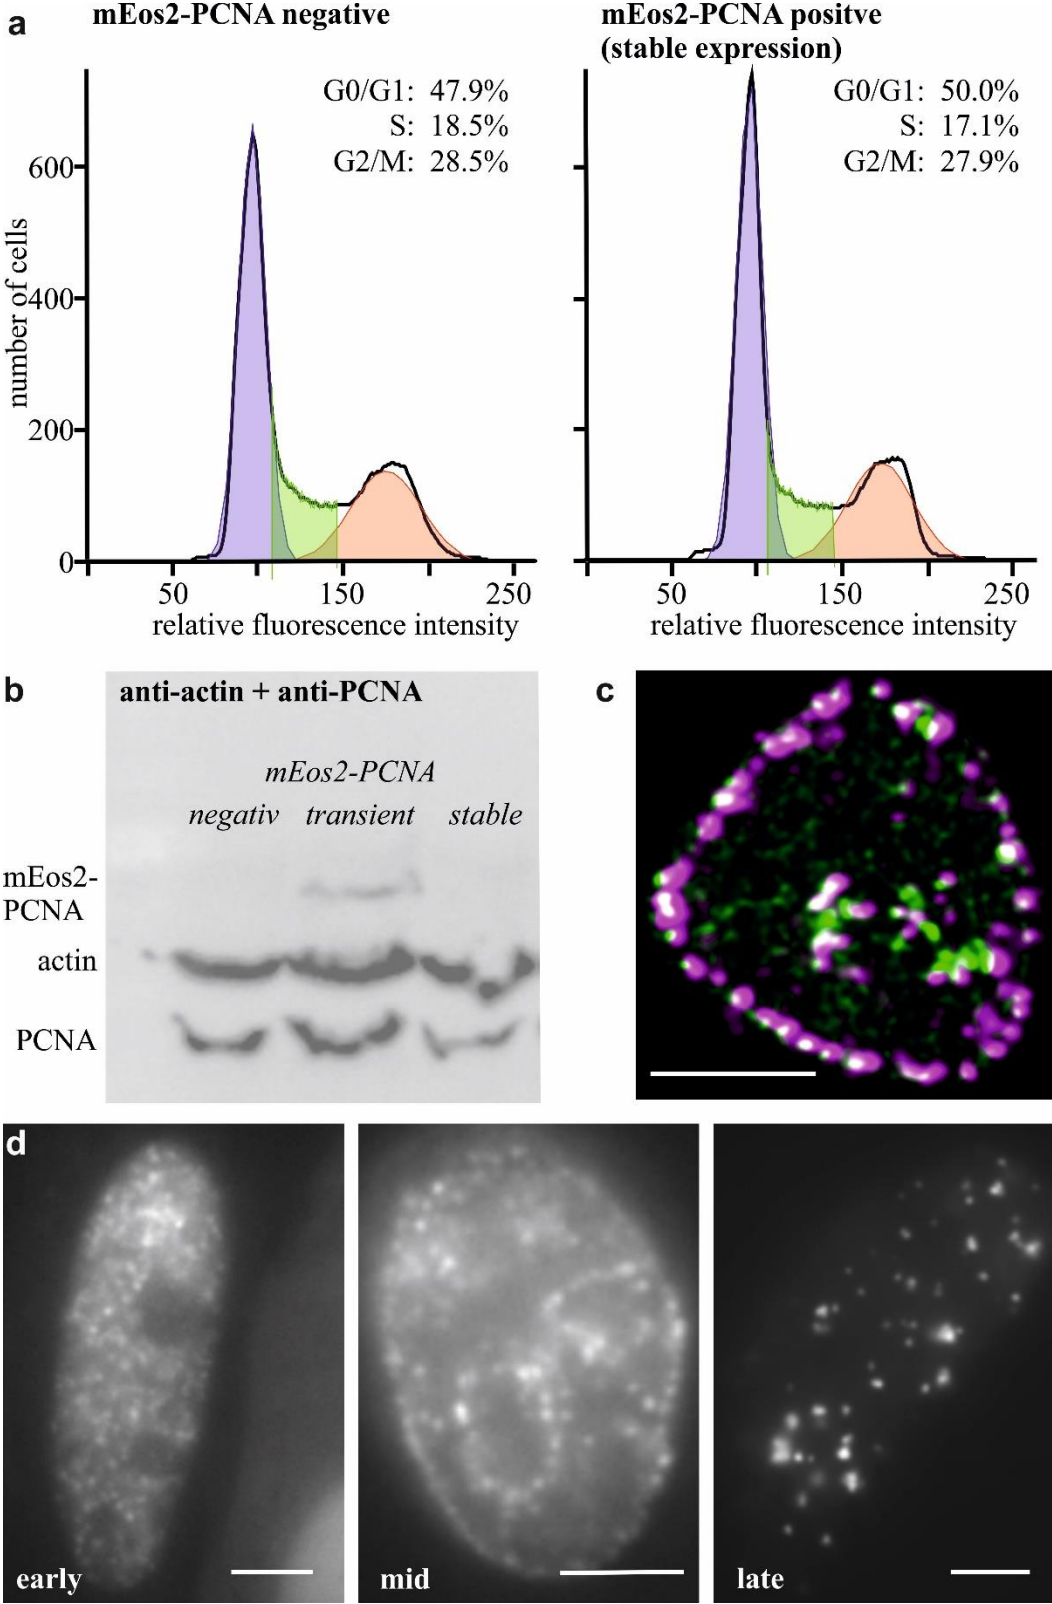 a
mEos2-PCNA negative
mEos2-PCNA positve
(stable expression)
G0/G1: 47.9%
S: 18.5%
G2/M: 28.5%
G0/G1: 50.0%
S: 17.1%
G2/M: 27.9%
number of cells
600
400
200
0
50
150
250
relative fluorescence intensity
50
150
250
relative fluorescence intensity
b
anti-actin + anti-PCNA
mEos2-PCNA
negativ transient stable
mEos2-
PCNA
actin
PCNA
c
d
early
mid
late